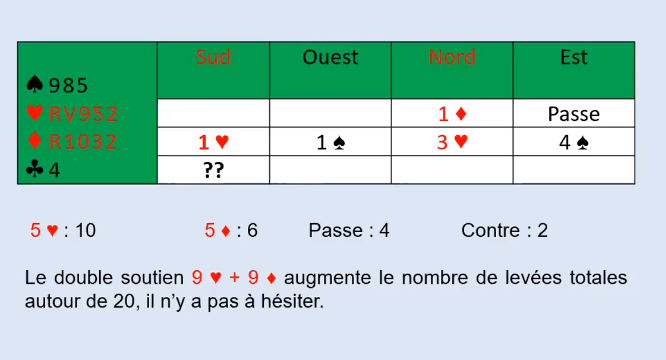 Sud Ouest Nord Est
♠ 985
♥ RV952 1 ♦ Passe
♦ R1032 1 ♥ 1 ♠ 3 ♥ 4 ♠
♣ 4 ??
5 ♥ : 10 5 ♦ : 6 Passe : 4 Contre : 2
Le double soutien 9 ♥ + 9 ♦ augmente le nombre de levées totales
autour de 20, il n’y a pas à hésiter.